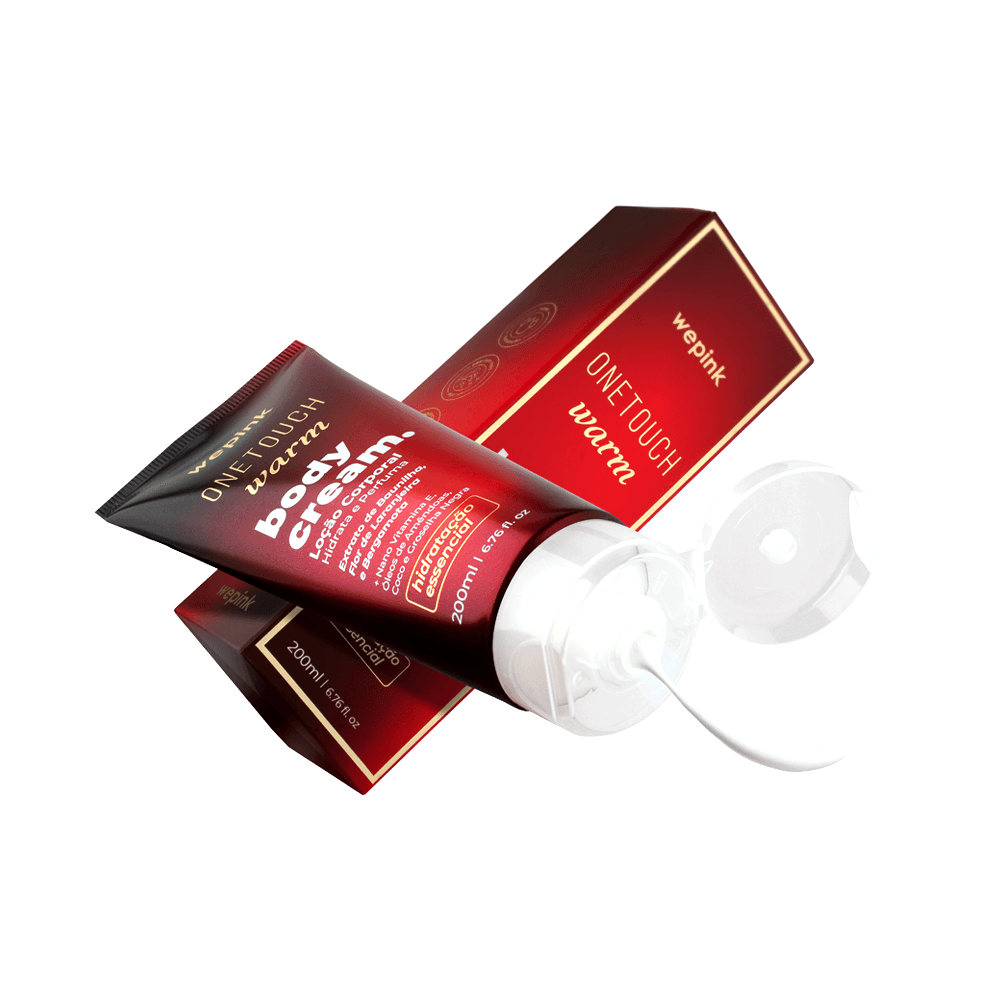 wepink
ONETOUCH
warm
body
cream.
Loção Corporal
Hidrata e Perfuma
Extrato de Baunilha,
Flor de Laranjeira
e Bergamota
+ Nano Vitamina E,
Óleos de Amêndoas,
Coco e Groselha Negra
hidratação
essencial
200ml | 6.76 fl. oz
wepink
ONETOUCH
warm
wepink
200ml | 6.76 fl. oz